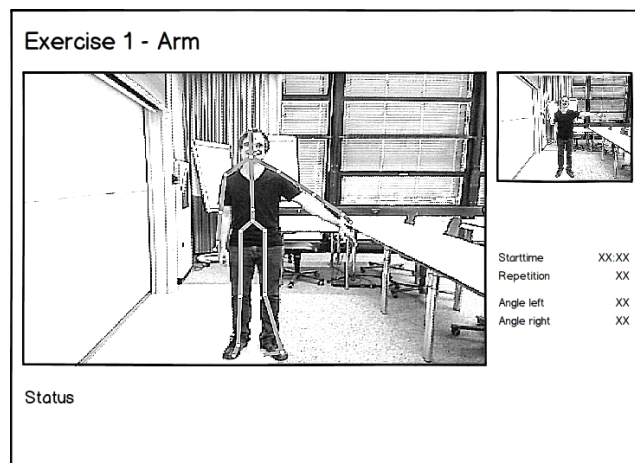 Exercise 1 - Arm
Starttime XX:XX
Repetition XX
Angle left XX
Angle right XX
Status